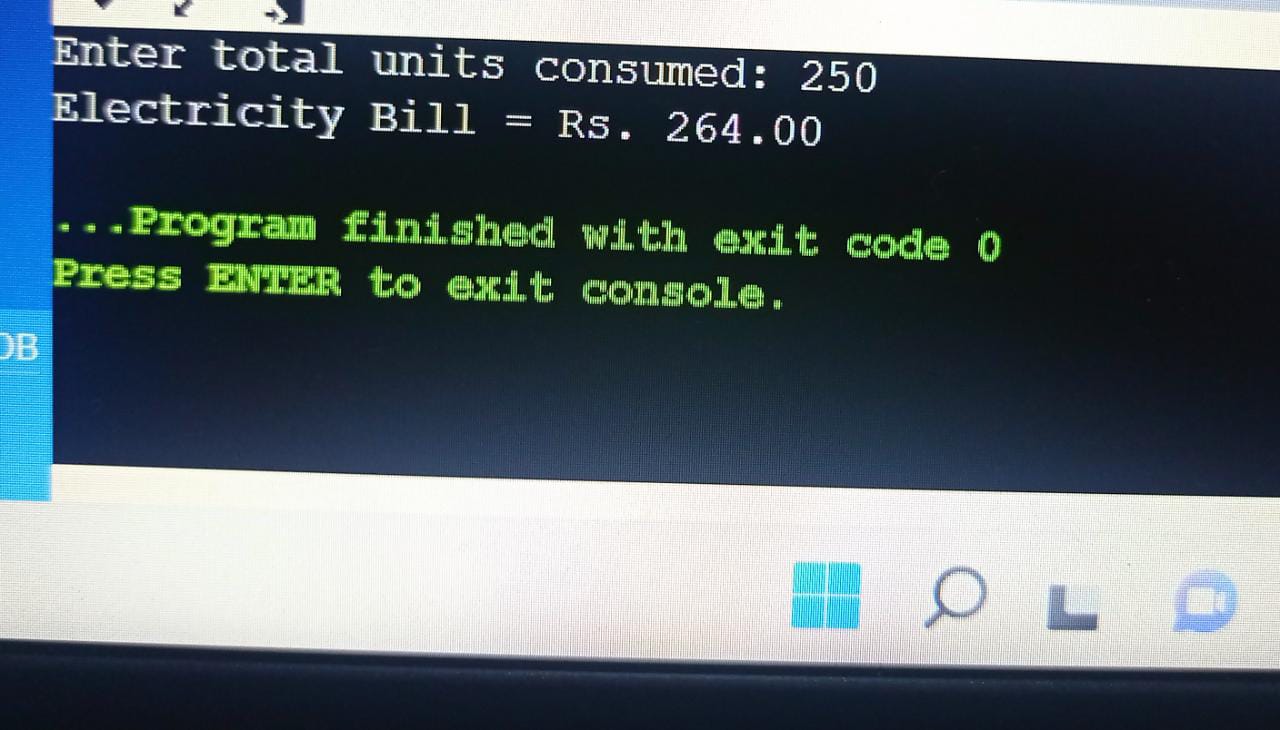 Enter total units consumed: 250
Electricity Bill = Rs. 264.00
...Program finished with exit code 0
Press ENTER to exit console.
OB